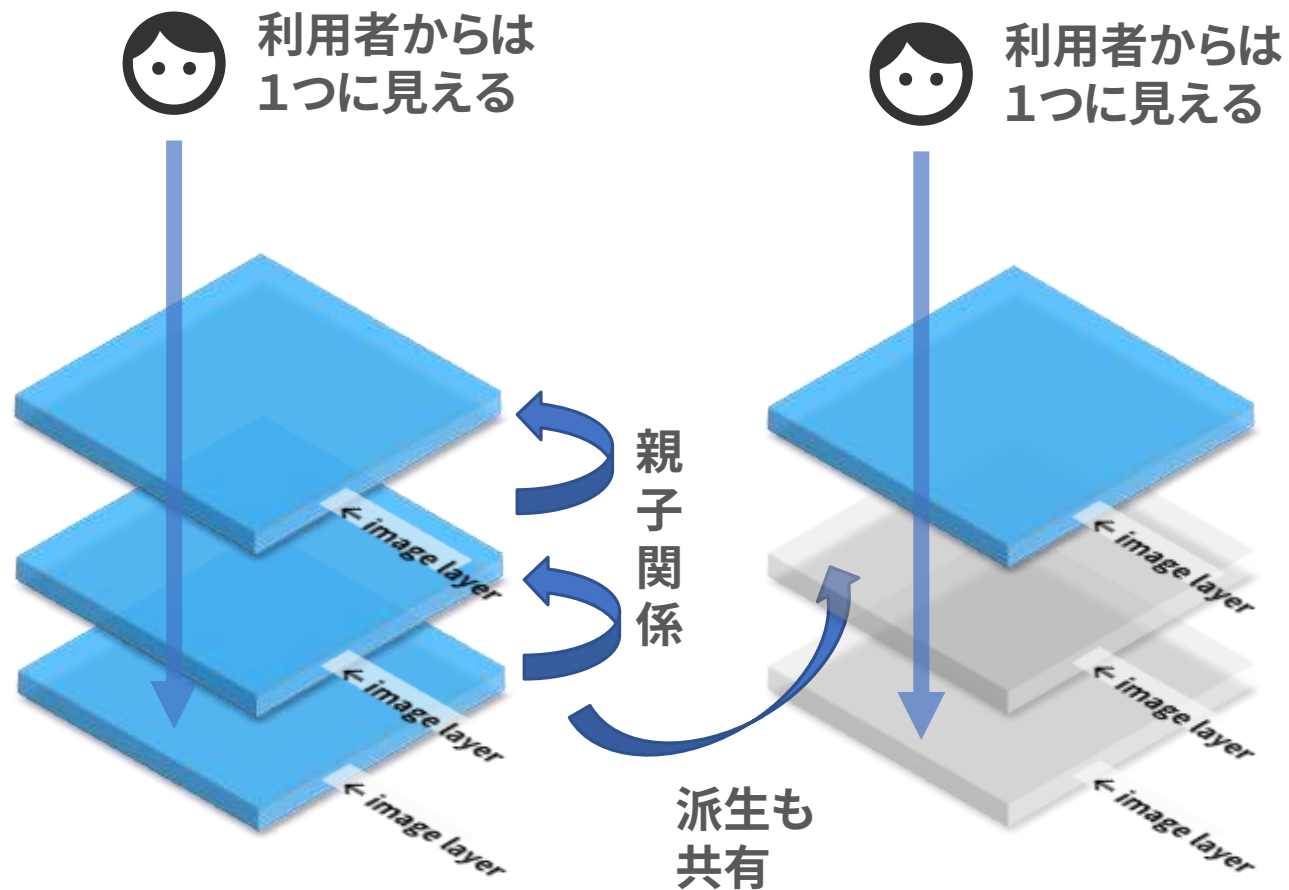 利用者からは
１つに見える
利用者からは
１つに見える
親子関係
← image layer
← image layer
← image layer
← image layer
← image layer
← image layer
派生も
共有